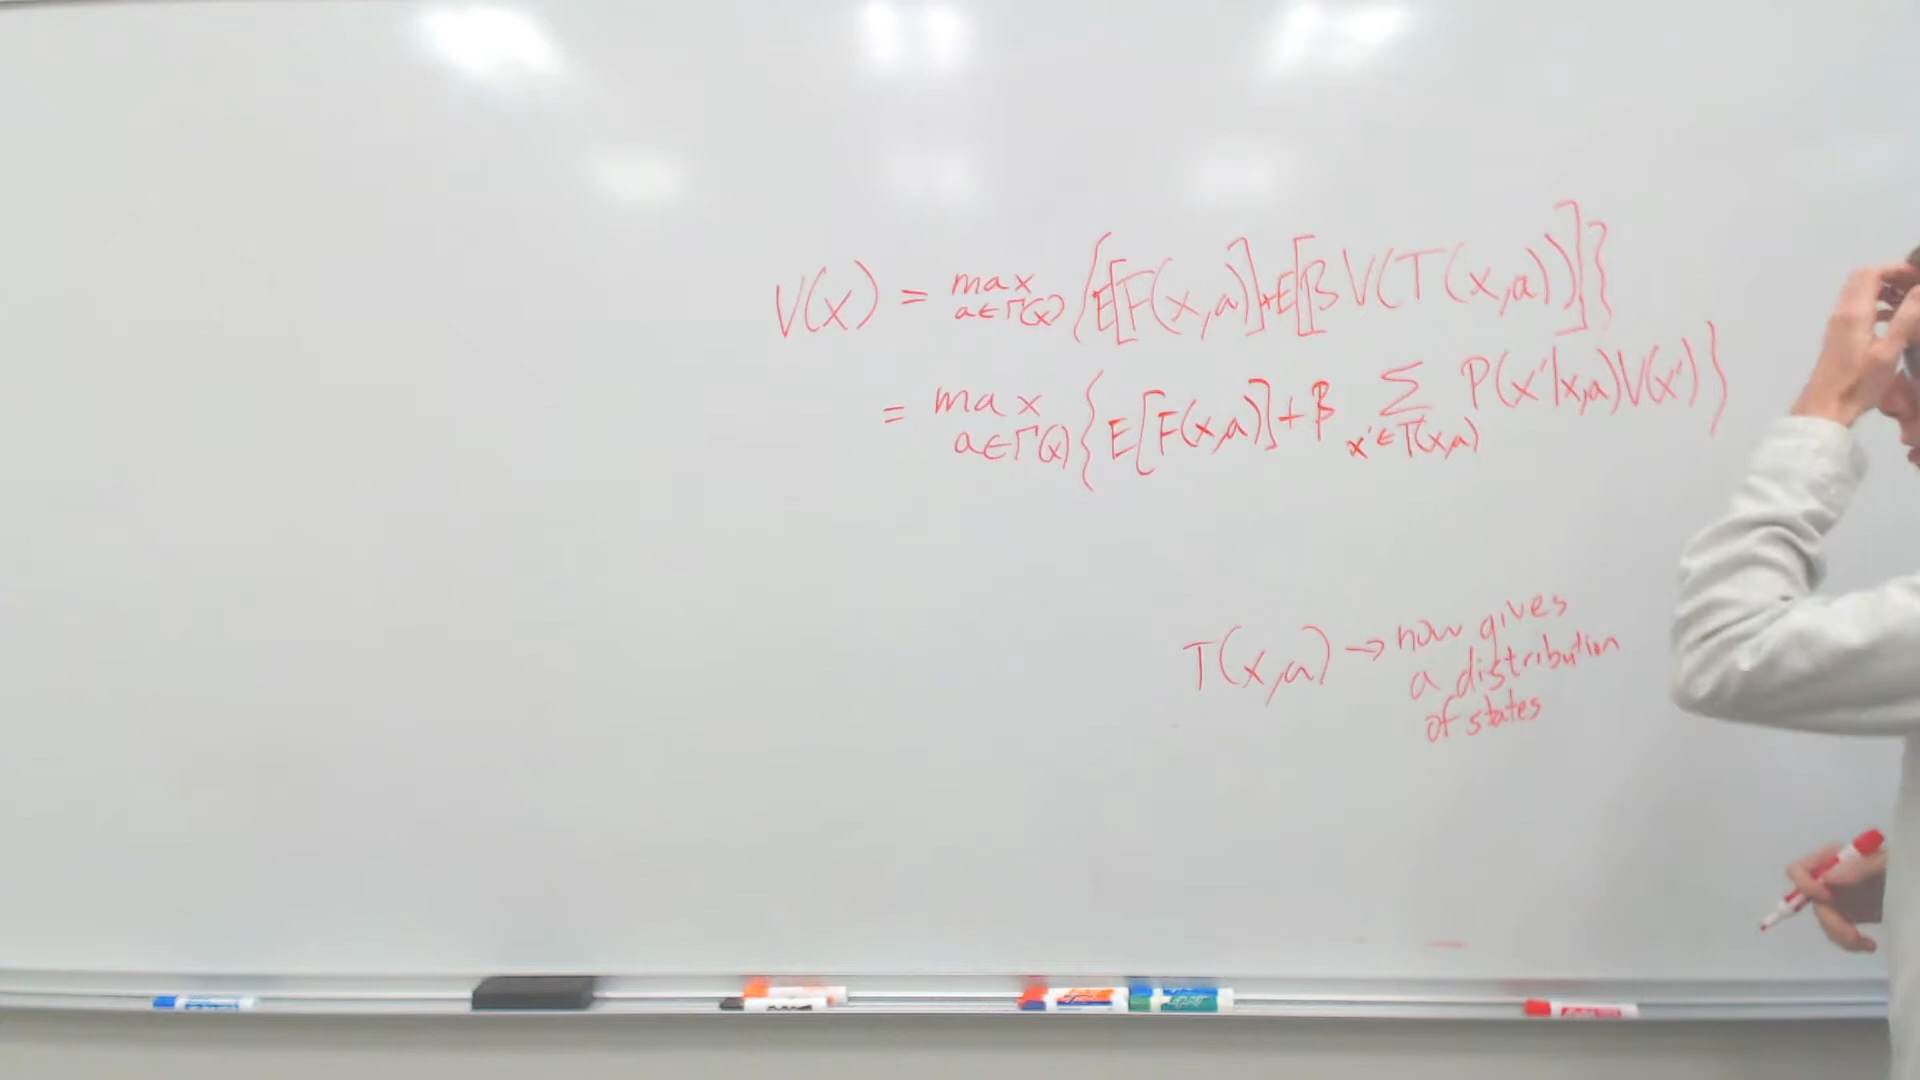 V(x) = max a∈Γ(x) {E[F(x,a)]+E[βV(T(x,a))]}
= max a∈Γ(x) {E[F(x,a)]+β Σ x'∈T(x,a) P(x'|x,a)V(x')}
T(x,a) → now gives
a distribution
of states